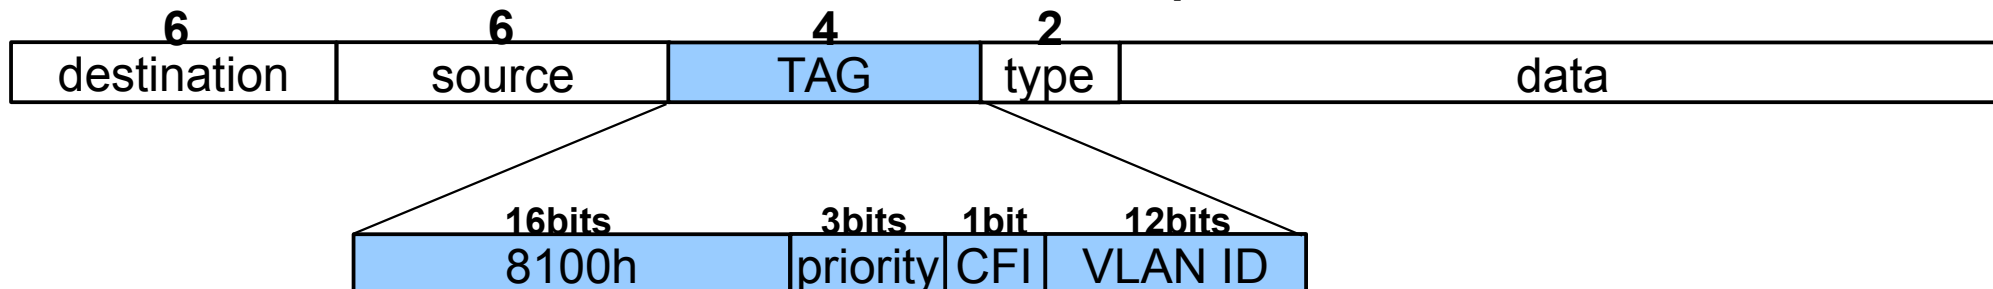 6 6 4 2
destination source TAG type data
16bits 3bits 1bit 12bits
8100h priority CFI VLAN ID